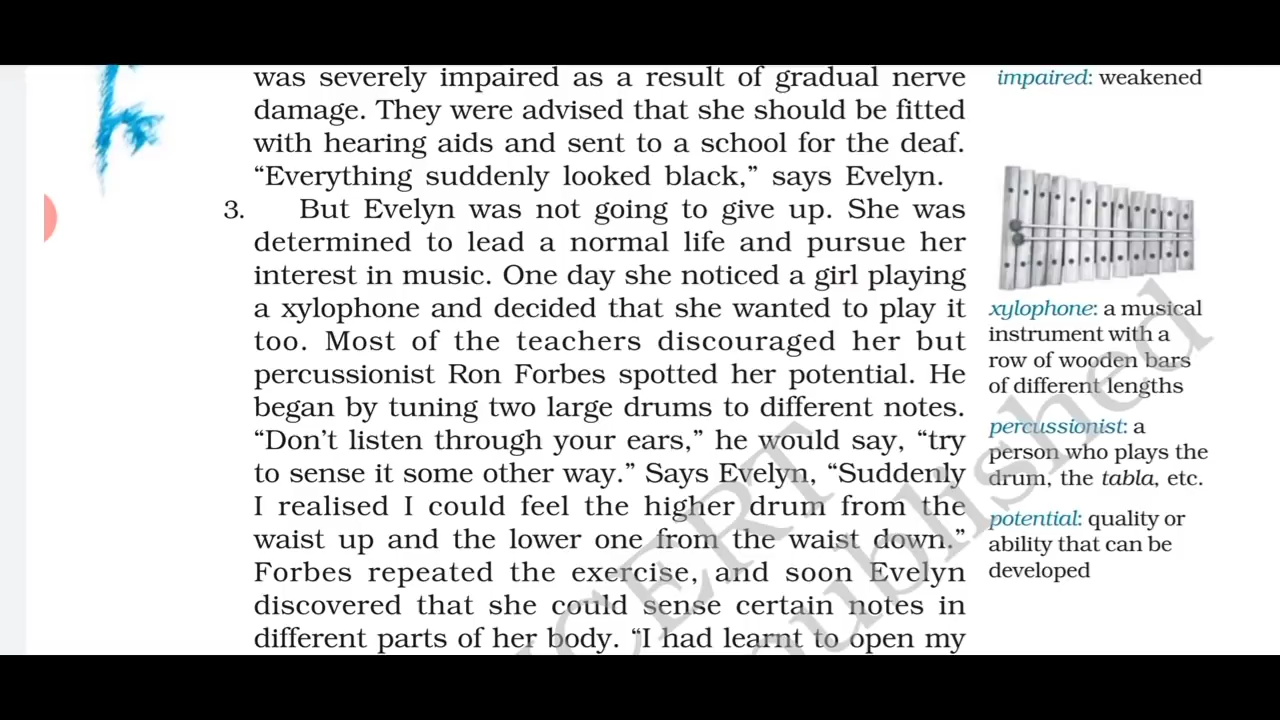 was severely impaired as a result of gradual nerve
damage. They were advised that she should be fitted
with hearing aids and sent to a school for the deaf.
“Everything suddenly looked black,” says Evelyn.
3. But Evelyn was not going to give up. She was
determined to lead a normal life and pursue her
interest in music. One day she noticed a girl playing
a xylophone and decided that she wanted to play it
too. Most of the teachers discouraged her but
percussionist Ron Forbes spotted her potential. He
began by tuning two large drums to different notes.
“Don’t listen through your ears,” he would say, “try
to sense it some other way.” Says Evelyn, “Suddenly
I realised I could feel the higher drum from the
waist up and the lower one from the waist down.”
Forbes repeated the exercise, and soon Evelyn
discovered that she could sense certain notes in
different parts of her body. “I had learnt to open my
impaired: weakened
xylophone: a musical
instrument with a
row of wooden bars
of different lengths
percussionist: a
person who plays the
drum, the tabla, etc.
potential: quality or
ability that can be
developed
NCERT
published